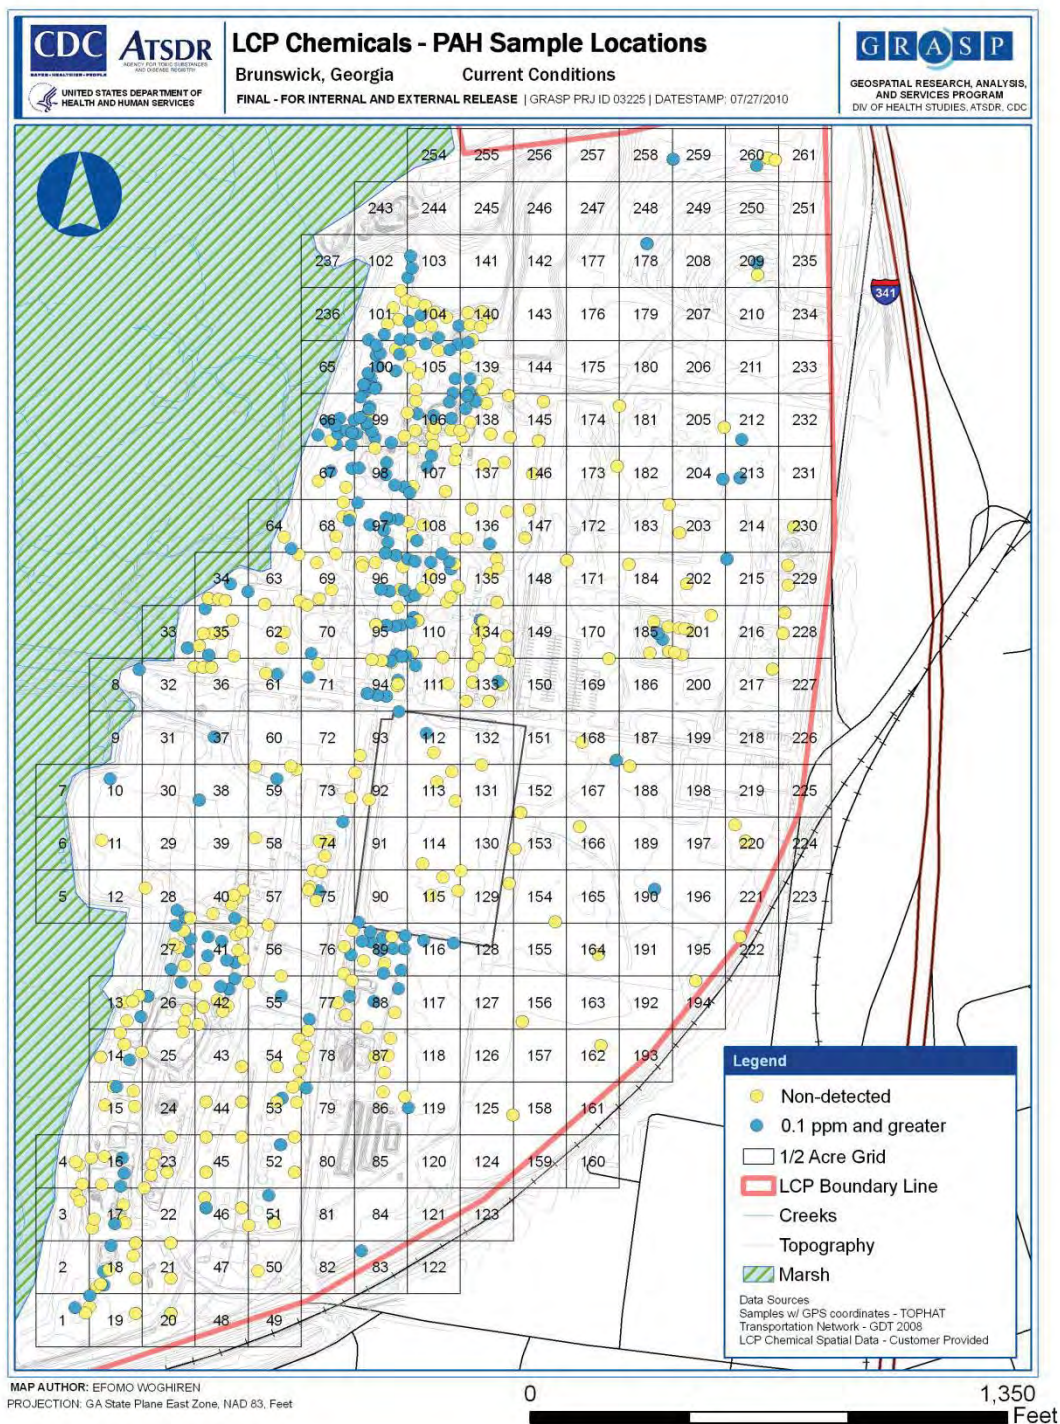 CDC
SAFER • HEALTHIER • PEOPLE
ATSDR
AGENCY FOR TOXIC SUBSTANCES
AND DISEASE REGISTRY
UNITED STATES DEPARTMENT OF
HEALTH AND HUMAN SERVICES
LCP Chemicals - PAH Sample Locations
Brunswick, Georgia Current Conditions
FINAL - FOR INTERNAL AND EXTERNAL RELEASE | GRASP PRJ ID 03225 | DATESTAMP: 07/27/2010
GRASP
GEOSPATIAL RESEARCH, ANALYSIS,
AND SERVICES PROGRAM
DIV OF HEALTH STUDIES, ATSDR, CDC
254 255 256 257 258 259 260 261
243 244 245 246 247 248 249 250 251
237 102 103 141 142 177 178 208 209 235
341
236 101 104 140 143 176 179 207 210 234
65 100 105 139 144 175 180 206 211 233
66 99 106 138 145 174 181 205 212 232
67 98 107 137 146 173 182 204 213 231
64 68 97 108 136 147 172 183 203 214 230
34 63 69 96 109 135 148 171 184 202 215 229
33 35 62 70 95 110 134 149 170 185 201 216 228
8 32 36 61 71 94 111 133 150 169 186 200 217 227
9 31 37 60 72 93 112 132 151 168 187 199 218 226
7 10 30 38 59 73 92 113 131 152 167 188 198 219 225
6 11 29 39 58 74 91 114 130 153 166 189 197 220 224
5 12 28 40 57 75 90 115 129 154 165 190 196 221 223
27 41 56 76 89 116 128 155 164 191 195 222
13 26 42 55 77 88 117 127 156 163 192 194
14 25 43 54 78 87 118 126 157 162 193
15 24 44 53 79 86 119 125 158 161
4 16 23 45 52 80 85 120 124 159 160
3 17 22 46 51 81 84 121 123
2 18 21 47 50 82 83 122
1 19 20 48 49
Legend
Non-detected
0.1 ppm and greater
1/2 Acre Grid
LCP Boundary Line
Creeks
Topography
Marsh
Data Sources
Samples w/ GPS coordinates - TOPHAT
Transportation Network - GDT 2008
LCP Chemical Spatial Data - Customer Provided
MAP AUTHOR: EFOMO WOGHIREN
PROJECTION: GA State Plane East Zone, NAD 83, Feet
0 1,350
Feet